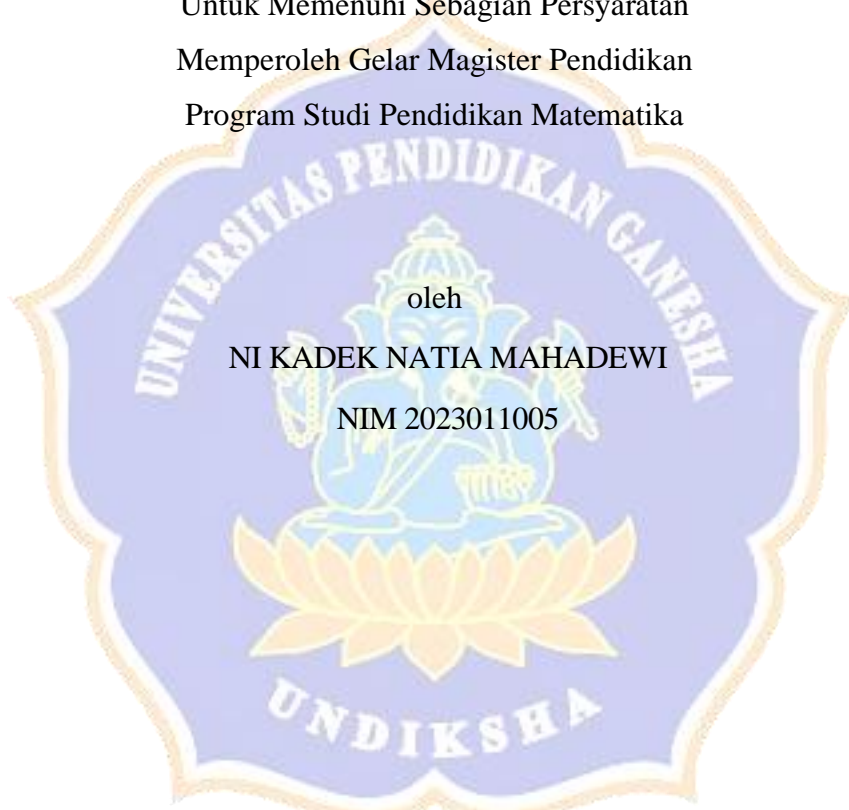 Untuk Memenuhi Sebagian Persyaratan
Memperoleh Gelar Magister Pendidikan
Program Studi Pendidikan Matematika
UNIVERSITAS PENDIDIKAN GANESHA
oleh
NI KADEK NATIA MAHADEWI
NIM 2023011005
UNDIKSHA